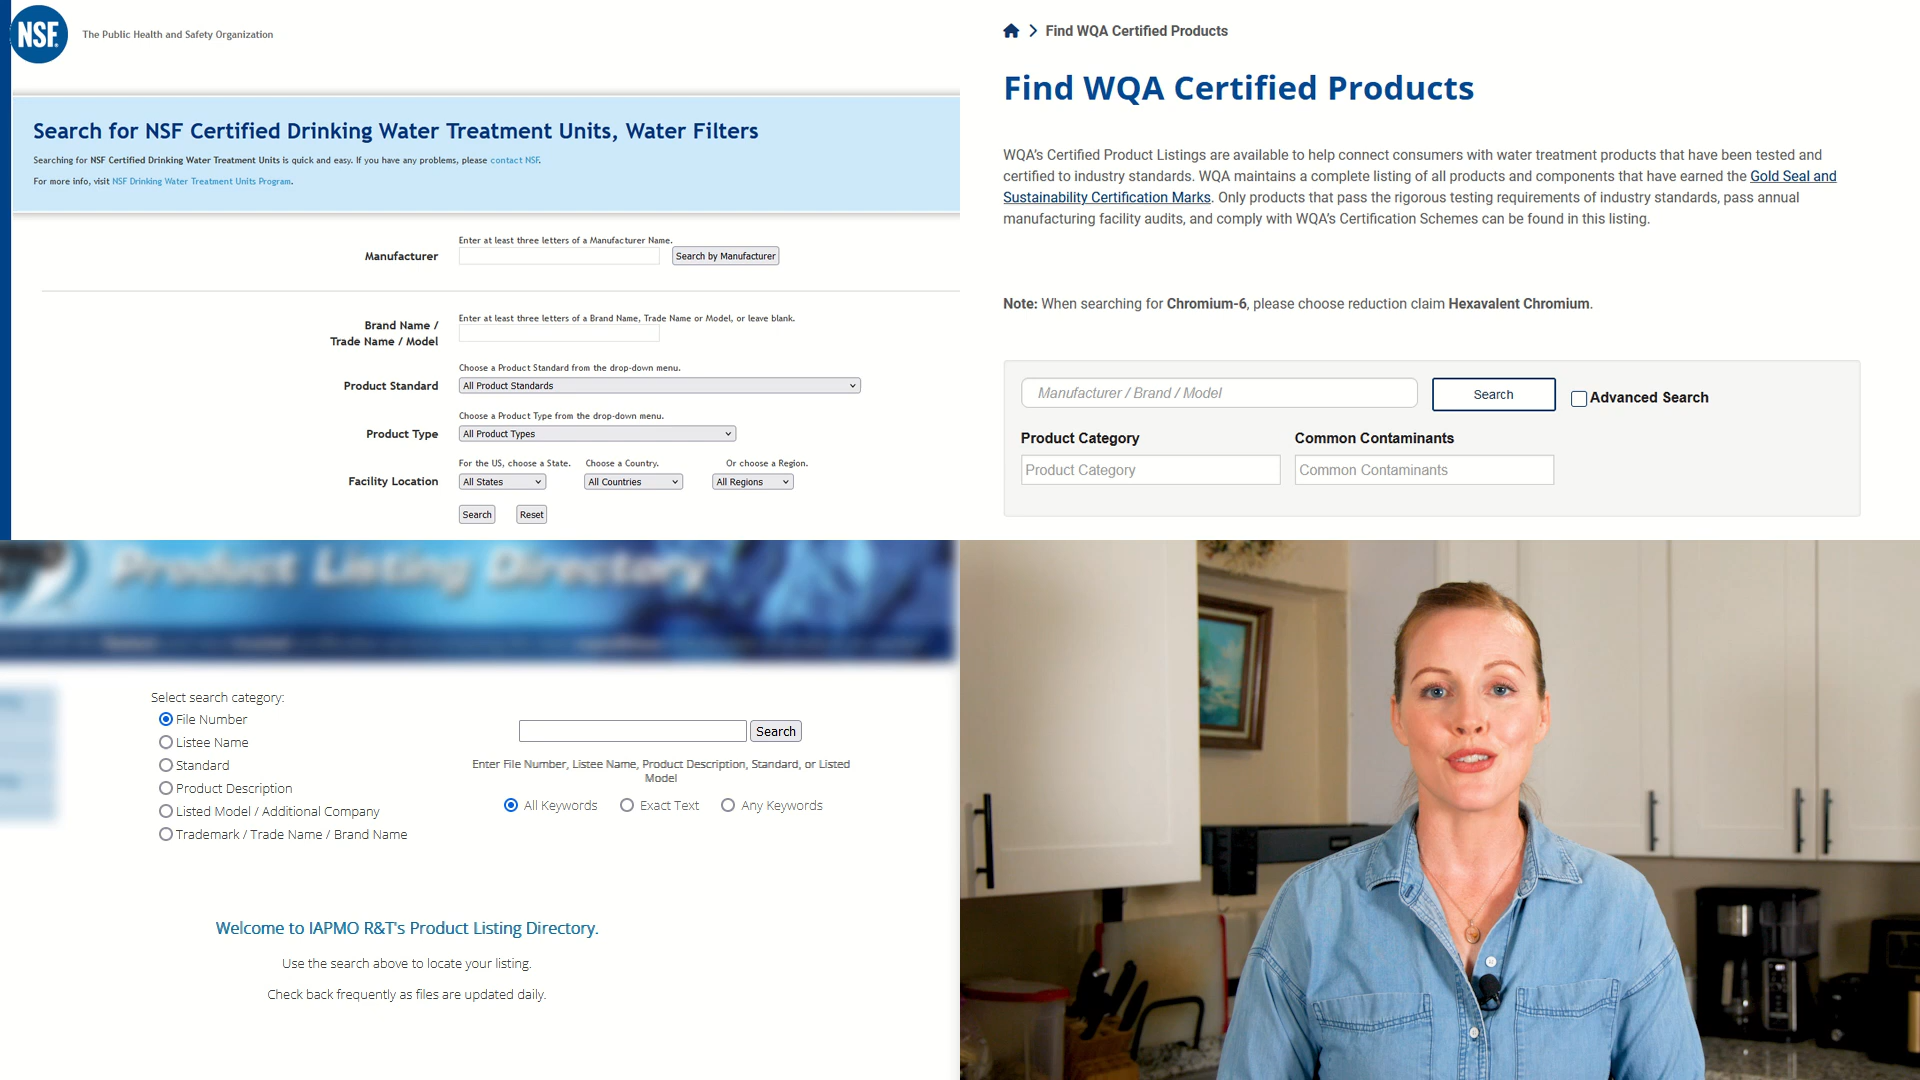 NSF.
The Public Health and Safety Organization
Search for NSF Certified Drinking Water Treatment Units, Water Filters
Searching for NSF Certified Drinking Water Treatment Units is quick and easy. If you have any problems, please contact NSF.
For more info, visit NSF Drinking Water Treatment Units Program.
Enter at least three letters of a Manufacturer Name.
Manufacturer
Search by Manufacturer
Enter at least three letters of a Brand Name, Trade Name or Model, or leave blank.
Brand Name /
Trade Name / Model
Choose a Product Standard from the drop-down menu.
Product Standard
All Product Standards
Choose a Product Type from the drop-down menu.
Product Type
All Product Types
For the US, choose a State. Choose a Country. Or choose a Region.
Facility Location
All States All Countries All Regions
Search Reset
Find WQA Certified Products
Find WQA Certified Products
WQA's Certified Product Listings are available to help connect consumers with water treatment products that have been tested and
certified to industry standards. WQA maintains a complete listing of all products and components that have earned the Gold Seal and
Sustainability Certification Marks. Only products that pass the rigorous testing requirements of industry standards, pass annual
manufacturing facility audits, and comply with WQA's Certification Schemes can be found in this listing.
Note: When searching for Chromium-6, please choose reduction claim Hexavalent Chromium.
Manufacturer / Brand / Model
Search
Advanced Search
Product Category Common Contaminants
Product Category Common Contaminants
Product Listing Directory
Select search category:
File Number
Listee Name
Standard
Product Description
Listed Model / Additional Company
Trademark / Trade Name / Brand Name
Search
Enter File Number, Listee Name, Product Description, Standard, or Listed
Model
All Keywords Exact Text Any Keywords
Welcome to IAPMO R&T's Product Listing Directory.
Use the search above to locate your listing.
Check back frequently as files are updated daily.